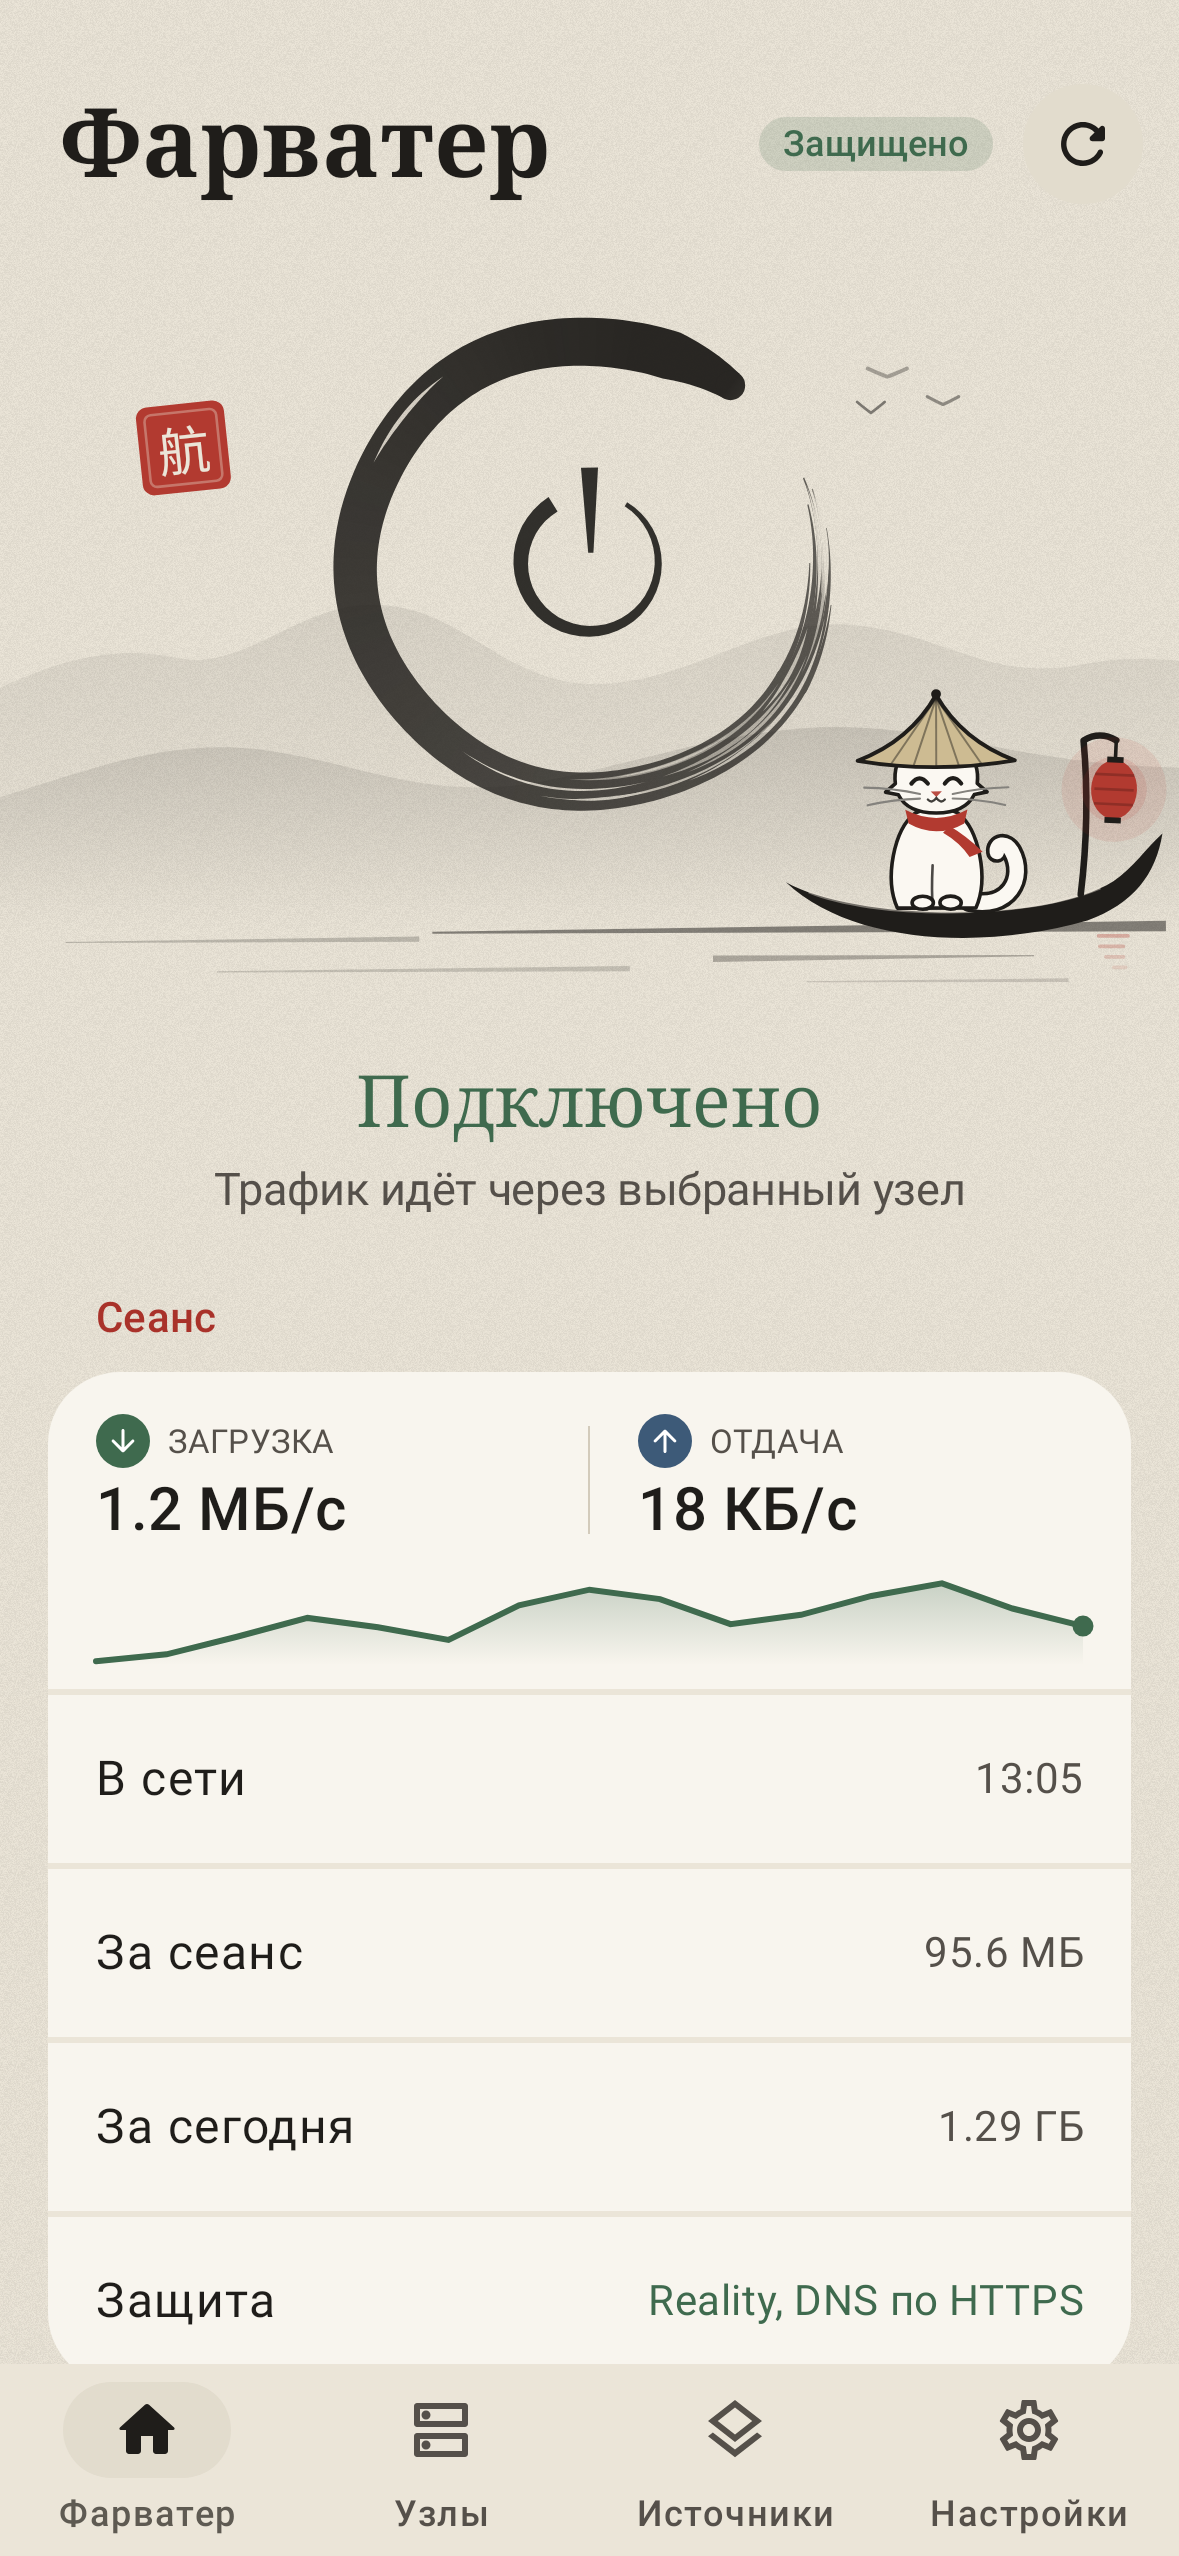 Фарватер
Защищено
航
Подключено
Трафик идёт через выбранный узел
Сеанс
ЗАГРУЗКА
1.2 МБ/с
ОТДАЧА
18 КБ/с
В сети
13:05
За сеанс
95.6 МБ
За сегодня
1.29 ГБ
Защита
Reality, DNS по HTTPS
Фарватер
Узлы
Источники
Настройки